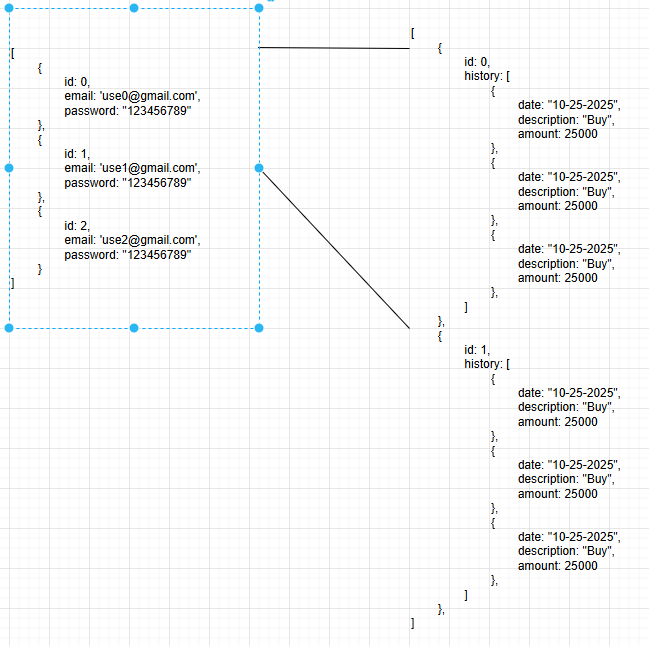 [
{
id: 0,
email: 'use0@gmail.com',
password: "123456789"
},
{
id: 1,
email: 'use1@gmail.com',
password: "123456789"
},
{
id: 2,
email: 'use2@gmail.com',
password: "123456789"
}
]
[
{
id: 0,
history: [
{
date: "10-25-2025",
description: "Buy",
amount: 25000
},
{
date: "10-25-2025",
description: "Buy",
amount: 25000
},
{
date: "10-25-2025",
description: "Buy",
amount: 25000
},
]
},
{
id: 1,
history: [
{
date: "10-25-2025",
description: "Buy",
amount: 25000
},
{
date: "10-25-2025",
description: "Buy",
amount: 25000
},
{
date: "10-25-2025",
description: "Buy",
amount: 25000
},
]
},
]